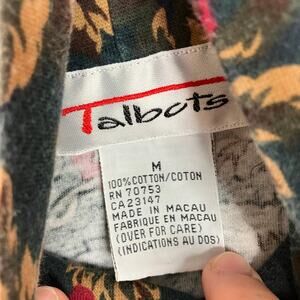 Talbots
M
100% COTTON/COTON
RN 70753
CA23147
MADE IN MACAU
FABRIQUE EN MACAU
(OVER FOR CARE)
(INDICATIONS AU DOS)